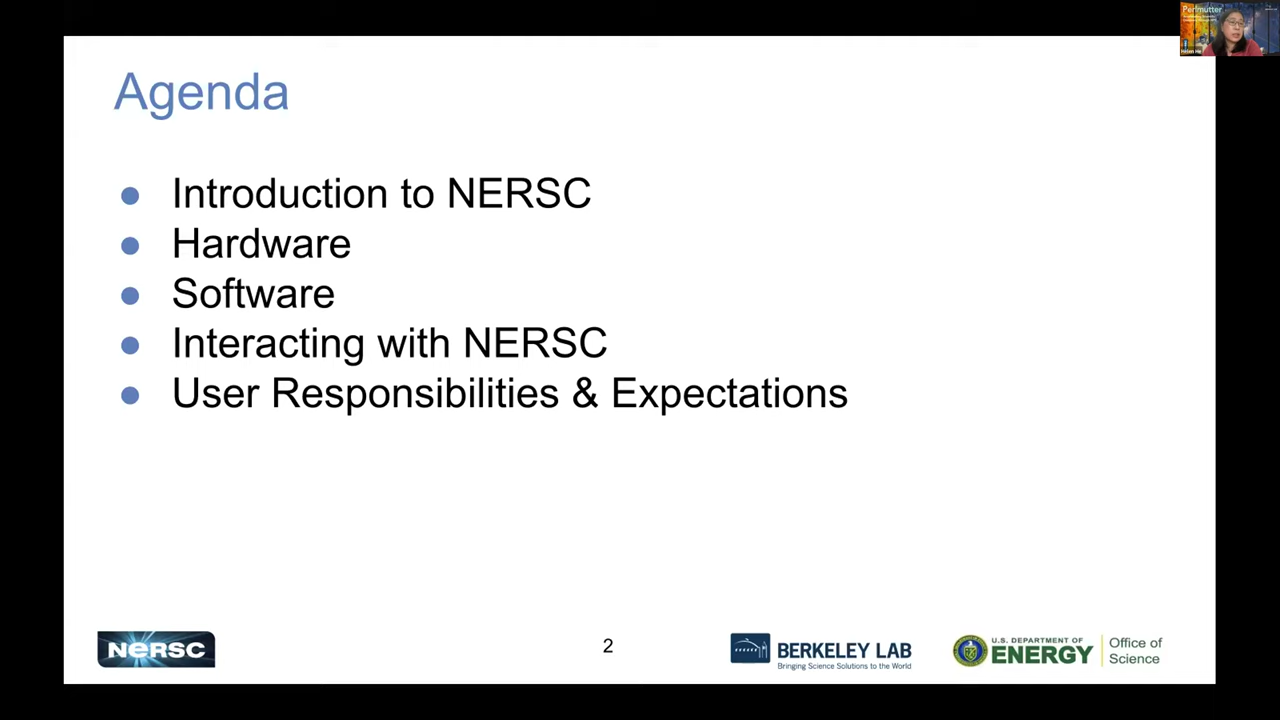 Perlmutter
Agenda
Introduction to NERSC
Hardware
Software
Interacting with NERSC
User Responsibilities & Expectations
NERSC
2
BERKELEY LAB
Bringing Science Solutions to the World
U.S. DEPARTMENT OF
ENERGY
Office of
Science